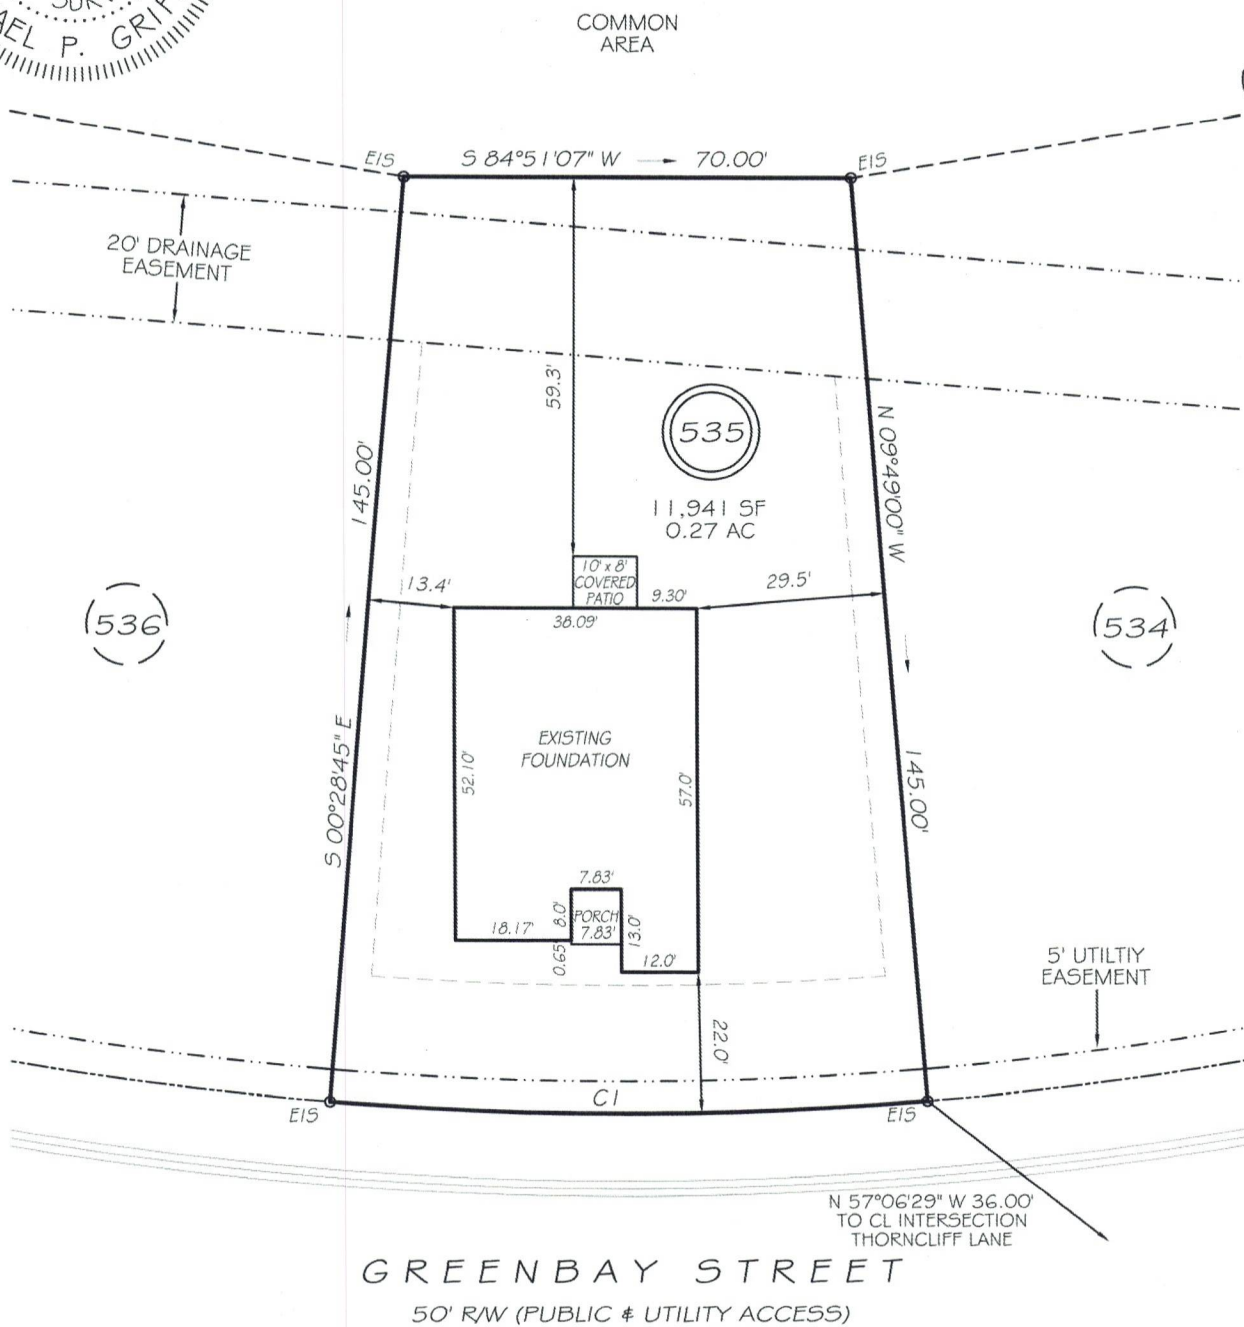 COMMON
AREA
P.
EIS
S 84°51'07" W
70.00'
EIS
20' DRAINAGE
EASEMENT
59.3'
535
11,941 SF
0.27 AC
145.00'
N 09°49'00" W
10' x 8'
COVERED
PATIO
13.4'
9.30'
29.5'
38.09'
536
534
EXISTING
FOUNDATION
S 00°28'45" E
52.10'
57.0'
145.00'
7.83'
8.0'
PORCH
7.83'
13.0'
18.17'
0.65'
12.0'
5' UTILTIY
EASEMENT
22.0'
C1
EIS
EIS
N 57°06'29" W 36.00'
TO CL INTERSECTION
THORNCLIFF LANE
GREENBAY STREET
50' R/W (PUBLIC & UTILITY ACCESS)